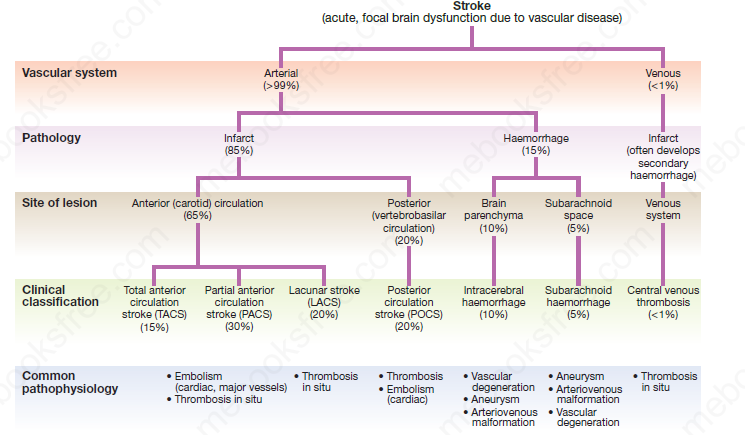 Stroke
(acute, focal brain dysfunction due to vascular disease)
Vascular system
Arterial
(>99%)
Venous
(<1%)
Pathology
Infarct
(85%)
Haemorrhage
(15%)
Infarct
(often develops
secondary
haemorrhage)
Site of lesion
Anterior (carotid) circulation
(65%)
Posterior
(vertebrobasilar
circulation)
(20%)
Brain
parenchyma
(10%)
Subarachnoid
space
(5%)
Venous
system
Clinical
classification
Total anterior
circulation
stroke (TACS)
(15%)
Partial anterior
circulation
stroke (PACS)
(30%)
Lacunar stroke
(LACS)
(20%)
Posterior
circulation
stroke (POCS)
(20%)
Intracerebral
haemorrhage
(10%)
Subarachnoid
haemorrhage
(5%)
Central venous
thrombosis
(<1%)
Common
pathophysiology
• Embolism
(cardiac, major vessels)
• Thrombosis in situ
• Thrombosis
in situ
• Thrombosis
• Embolism
(cardiac)
• Vascular
degeneration
• Aneurysm
• Arteriovenous
malformation
• Aneurysm
• Arteriovenous
malformation
• Vascular
degeneration
• Thrombosis
in situ
mebooksfree.com